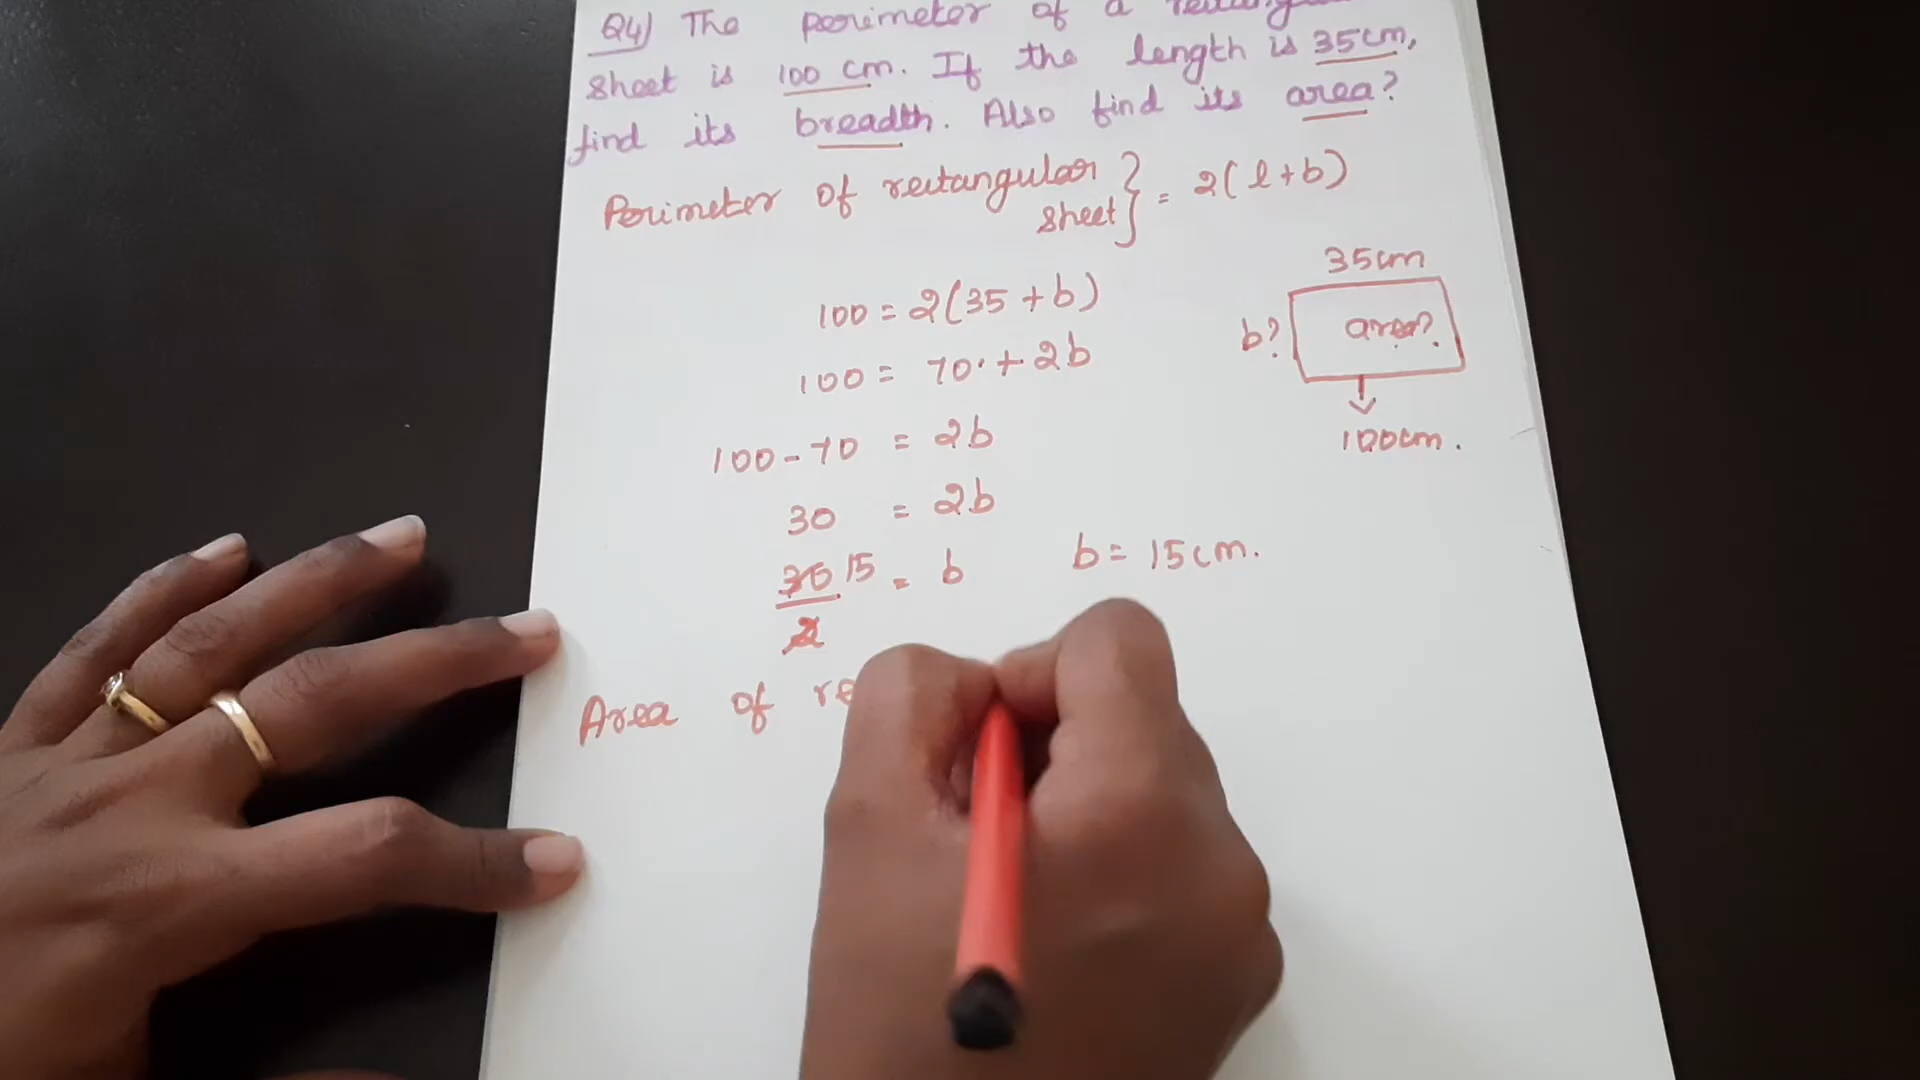 Q4) The perimeter of a
sheet is 100 cm. If the length is 35cm,
find its breadth. Also find its area?
Perimeter of rectangular sheet } = 2(l+b)
35cm
100 = 2(35 + b)
b? area?
100 = 70 + 2b
100cm.
100 - 70 = 2b
30 = 2b
30 15 = b b = 15cm.
2
Area of re